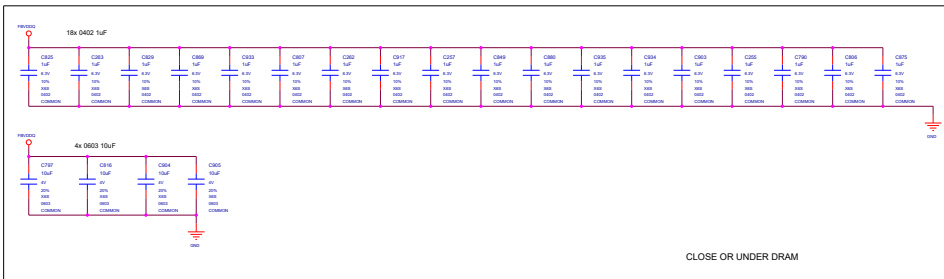 FBVDDQ
18x 0402 1uF
C825 C263 C829 C869 C933 C907 C262 C917 C257 C849 C880 C935 C934 C903 C255 C790 C806 C875
1uF 1uF 1uF 1uF 1uF 1uF 1uF 1uF 1uF 1uF 1uF 1uF 1uF 1uF 1uF 1uF 1uF 1uF
6.3V 6.3V 6.3V 6.3V 6.3V 6.3V 6.3V 6.3V 6.3V 6.3V 6.3V 6.3V 6.3V 6.3V 6.3V 6.3V 6.3V 6.3V
10% 10% 10% 10% 10% 10% 10% 10% 10% 10% 10% 10% 10% 10% 10% 10% 10% 10%
X6S X6S X6S X6S X6S X6S X6S X6S X6S X6S X6S X6S X6S X6S X6S X6S X6S X6S
0402 0402 0402 0402 0402 0402 0402 0402 0402 0402 0402 0402 0402 0402 0402 0402 0402 0402
COMMON COMMON COMMON COMMON COMMON COMMON COMMON COMMON COMMON COMMON COMMON COMMON COMMON COMMON COMMON COMMON COMMON COMMON
GND
FBVDDQ
4x 0603 10uF
C797 C816 C904 C905
10uF 10uF 10uF 10uF
4V 4V 4V 4V
20% 20% 20% 20%
X6S X6S X6S X6S
0603 0603 0603 0603
COMMON COMMON COMMON COMMON
GND
CLOSE OR UNDER DRAM